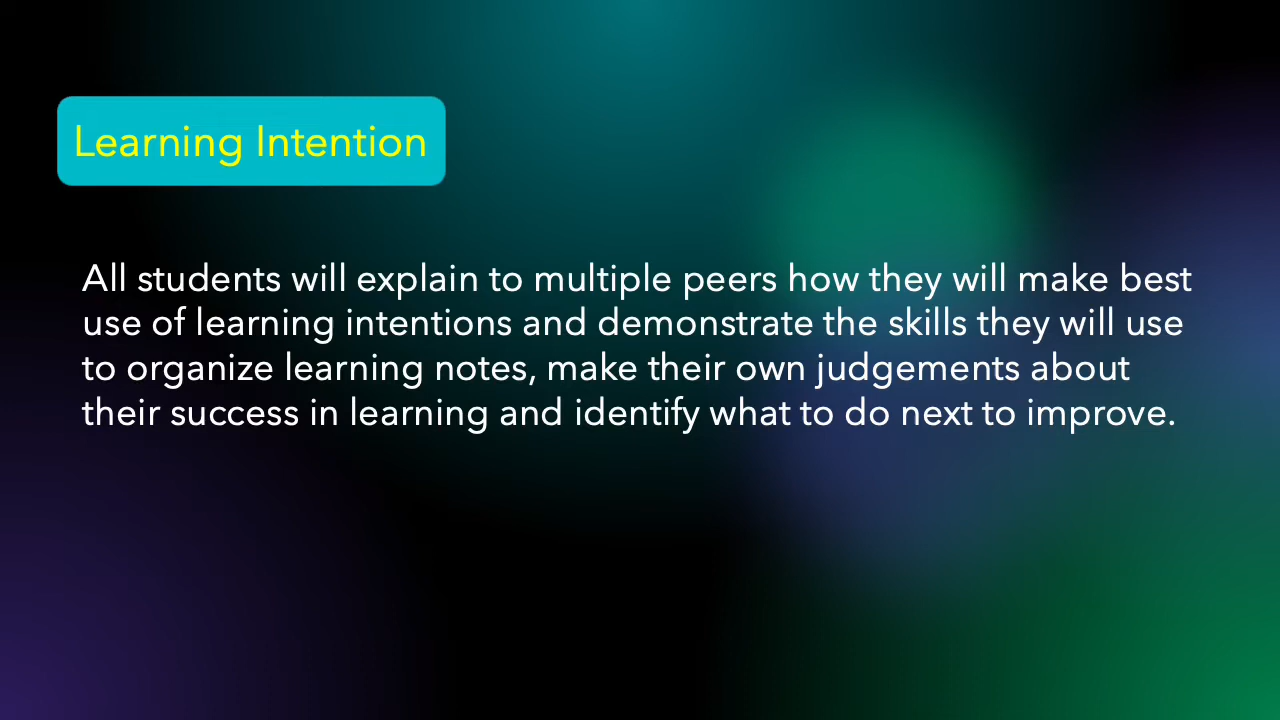 Learning Intention
All students will explain to multiple peers how they will make best
use of learning intentions and demonstrate the skills they will use
to organize learning notes, make their own judgements about
their success in learning and identify what to do next to improve.